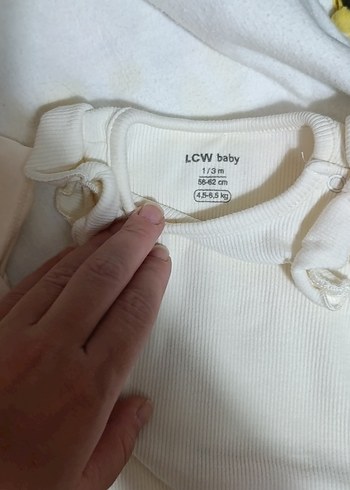 LCW baby
1/3 m
56-62 cm
4,5-6,5 kg